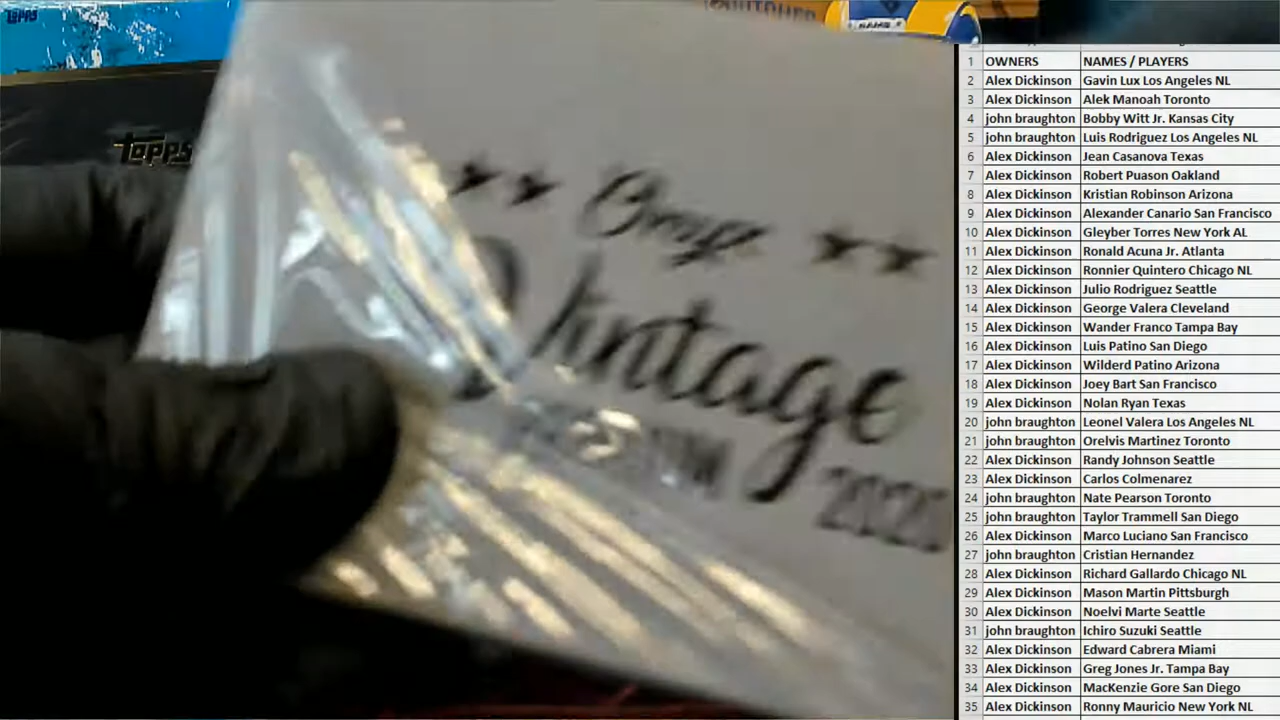 Topps
NAME
Topps
Vintage
2020
1 OWNERS NAMES / PLAYERS
2 Alex Dickinson Gavin Lux Los Angeles NL
3 Alex Dickinson Alek Manoah Toronto
4 john braughton Bobby Witt Jr. Kansas City
5 john braughton Luis Rodriguez Los Angeles NL
6 Alex Dickinson Jean Casanova Texas
7 Alex Dickinson Robert Puason Oakland
8 Alex Dickinson Kristian Robinson Arizona
9 Alex Dickinson Alexander Canario San Francisco
10 Alex Dickinson Gleyber Torres New York AL
11 Alex Dickinson Ronald Acuna Jr. Atlanta
12 Alex Dickinson Ronnier Quintero Chicago NL
13 Alex Dickinson Julio Rodriguez Seattle
14 Alex Dickinson George Valera Cleveland
15 Alex Dickinson Wander Franco Tampa Bay
16 Alex Dickinson Luis Patino San Diego
17 Alex Dickinson Wilderd Patino Arizona
18 Alex Dickinson Joey Bart San Francisco
19 Alex Dickinson Nolan Ryan Texas
20 john braughton Leonel Valera Los Angeles NL
21 john braughton Orelvis Martinez Toronto
22 Alex Dickinson Randy Johnson Seattle
23 Alex Dickinson Carlos Colmenarez
24 john braughton Nate Pearson Toronto
25 john braughton Taylor Trammell San Diego
26 Alex Dickinson Marco Luciano San Francisco
27 john braughton Cristian Hernandez
28 Alex Dickinson Richard Gallardo Chicago NL
29 Alex Dickinson Mason Martin Pittsburgh
30 Alex Dickinson Noelvi Marte Seattle
31 john braughton Ichiro Suzuki Seattle
32 Alex Dickinson Edward Cabrera Miami
33 Alex Dickinson Greg Jones Jr. Tampa Bay
34 Alex Dickinson MacKenzie Gore San Diego
35 Alex Dickinson Ronny Mauricio New York NL